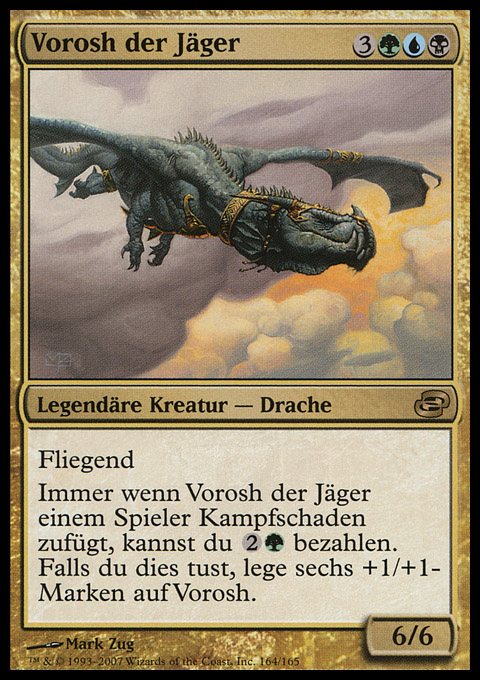 Vorosh der Jäger
3
Legendäre Kreatur — Drache
Fliegend
Immer wenn Vorosh der Jäger
einem Spieler Kampfschaden
zufügt, kannst du 2 bezahlen.
Falls du dies tust, lege sechs +1/+1-
Marken auf Vorosh.
6/6
Mark Zug
™ & © 1993–2007 Wizards of the Coast, Inc. 164/165